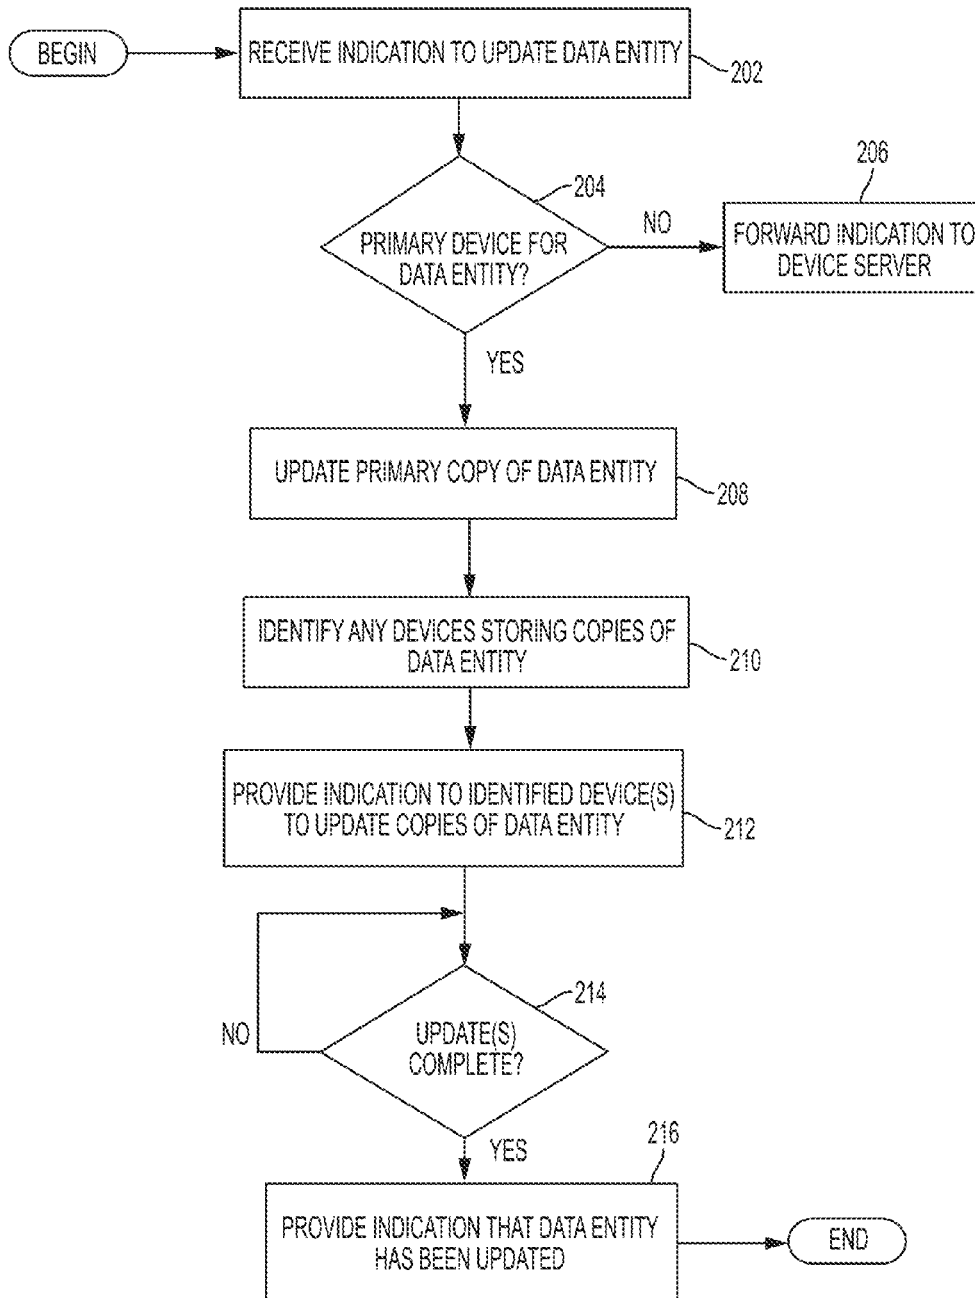 BEGIN
RECEIVE INDICATION TO UPDATE DATA ENTITY
202
204
PRIMARY DEVICE FOR
DATA ENTITY?
NO
206
FORWARD INDICATION TO
DEVICE SERVER
YES
UPDATE PRIMARY COPY OF DATA ENTITY
208
IDENTIFY ANY DEVICES STORING COPIES OF
DATA ENTITY
210
PROVIDE INDICATION TO IDENTIFIED DEVICE(S)
TO UPDATE COPIES OF DATA ENTITY
212
214
UPDATE(S)
COMPLETE?
NO
YES
216
PROVIDE INDICATION THAT DATA ENTITY
HAS BEEN UPDATED
END